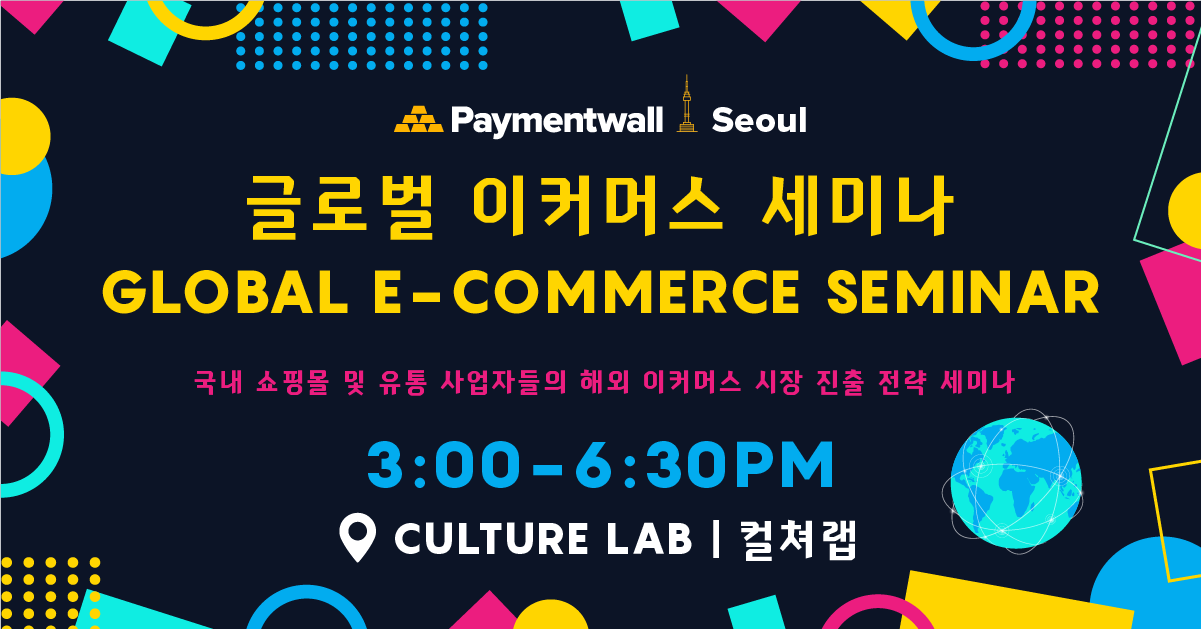 Paymentwall Seoul
글로벌 이커머스 세미나
GLOBAL E-COMMERCE SEMINAR
국내 쇼핑몰 및 유통 사업자들의 해외 이커머스 시장 진출 전략 세미나
3:00-6:30PM
CULTURE LAB | 컬쳐랩